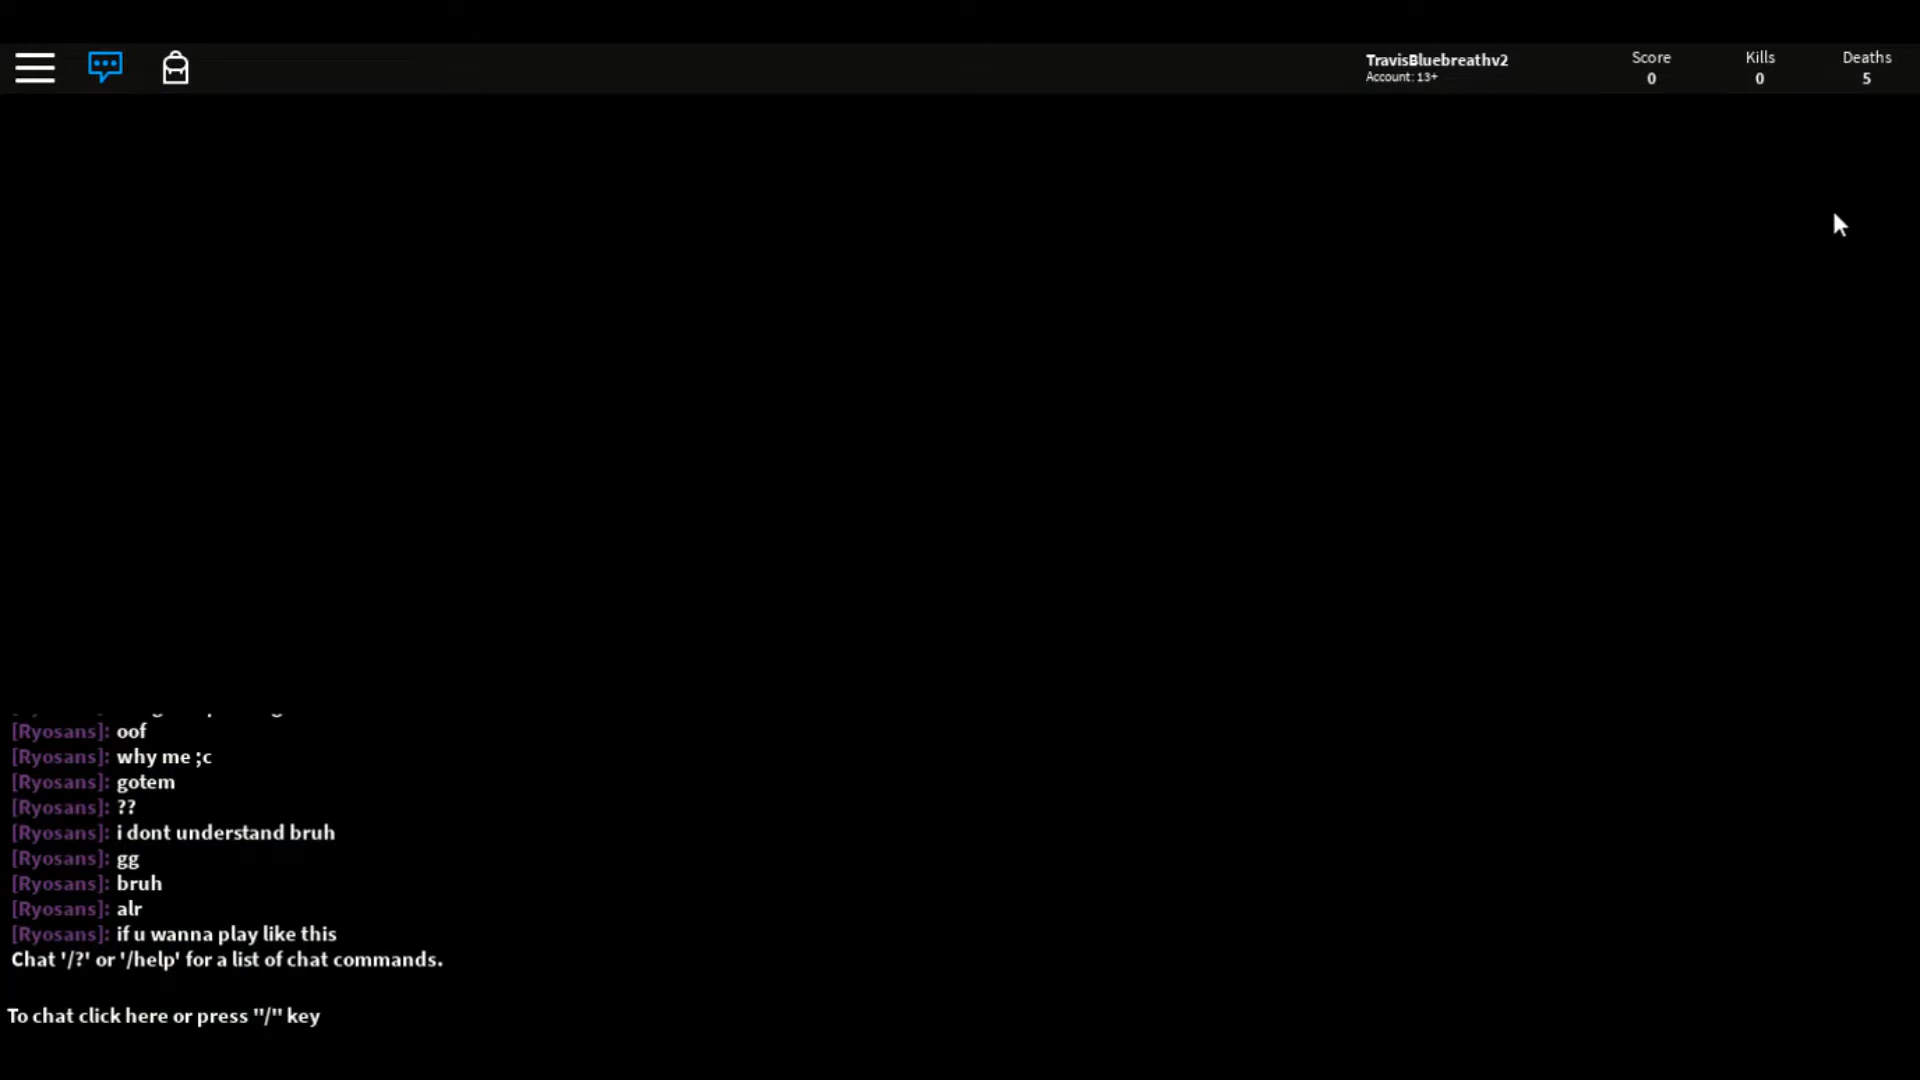 TravisBluebreathv2
Account: 13+
Score
0
Kills
0
Deaths
5
[Ryosans]: oof
[Ryosans]: why me ;c
[Ryosans]: gotem
[Ryosans]: ??
[Ryosans]: i dont understand bruh
[Ryosans]: gg
[Ryosans]: bruh
[Ryosans]: alr
[Ryosans]: if u wanna play like this
Chat '/?' or '/help' for a list of chat commands.
To chat click here or press "/" key